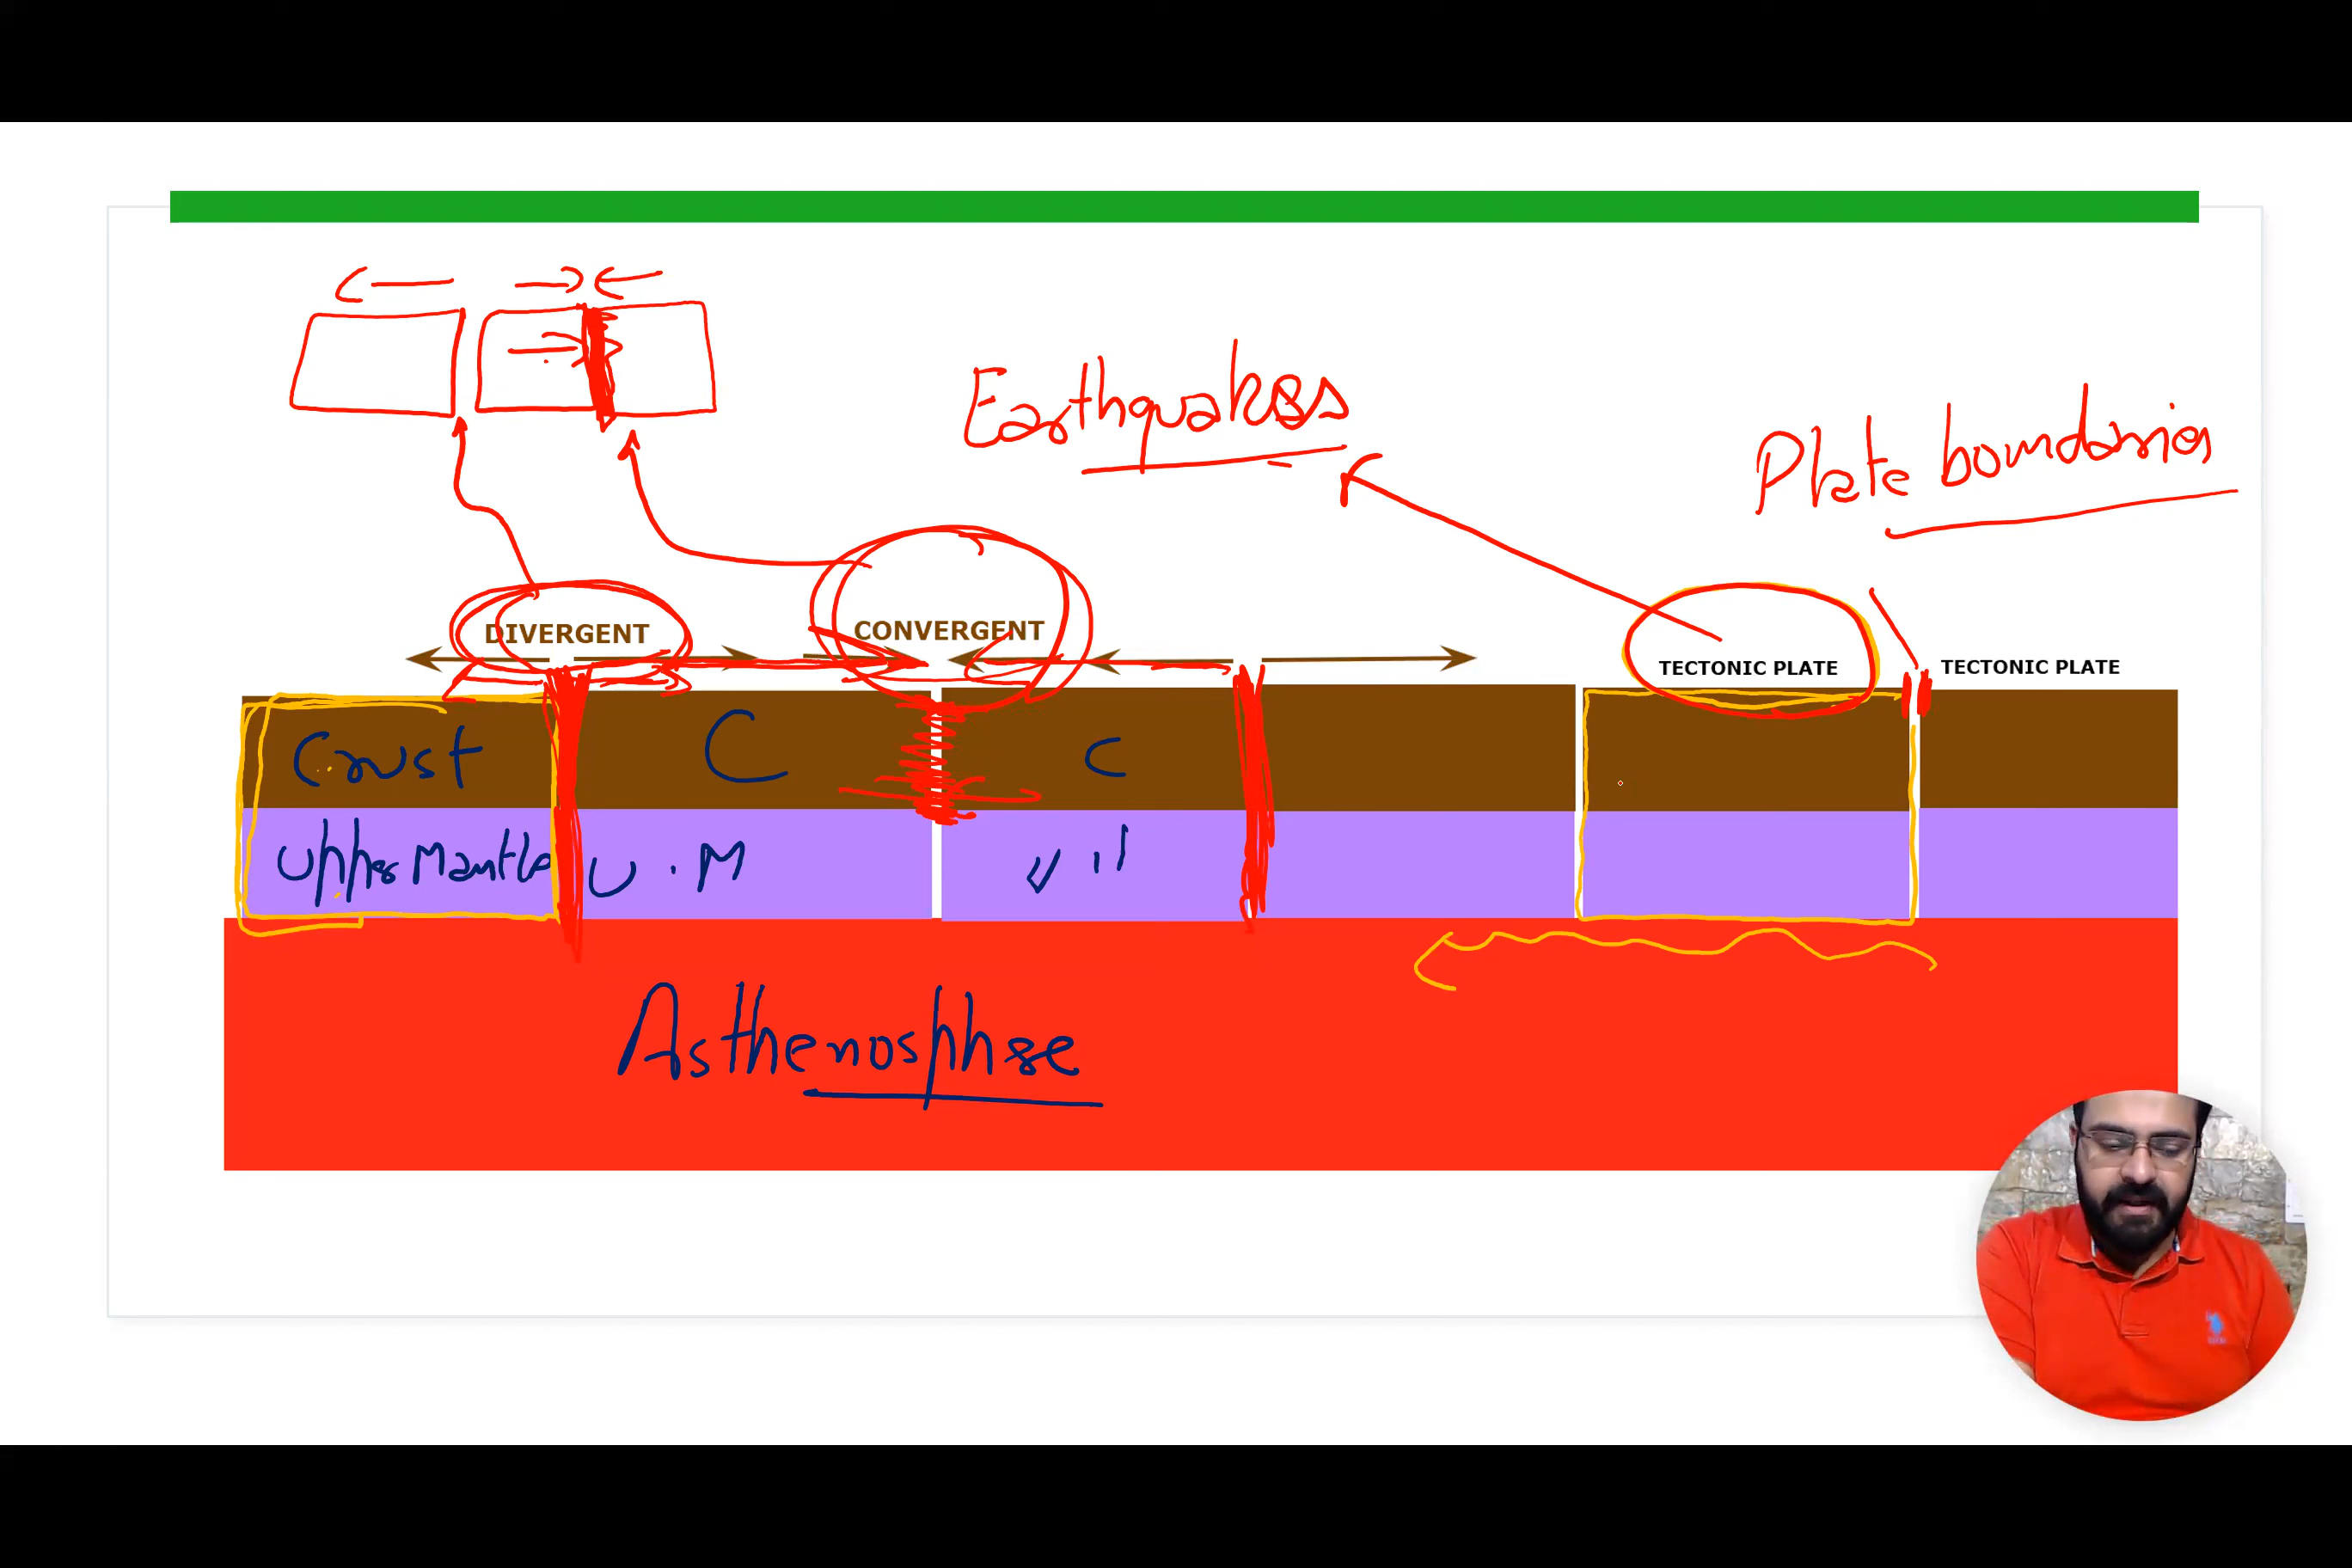 Earthquakes
Plate boundaries
DIVERGENT
CONVERGENT
TECTONIC PLATE
TECTONIC PLATE
Crust
C
C
Upper Mantle
U.M
Asthenosphere